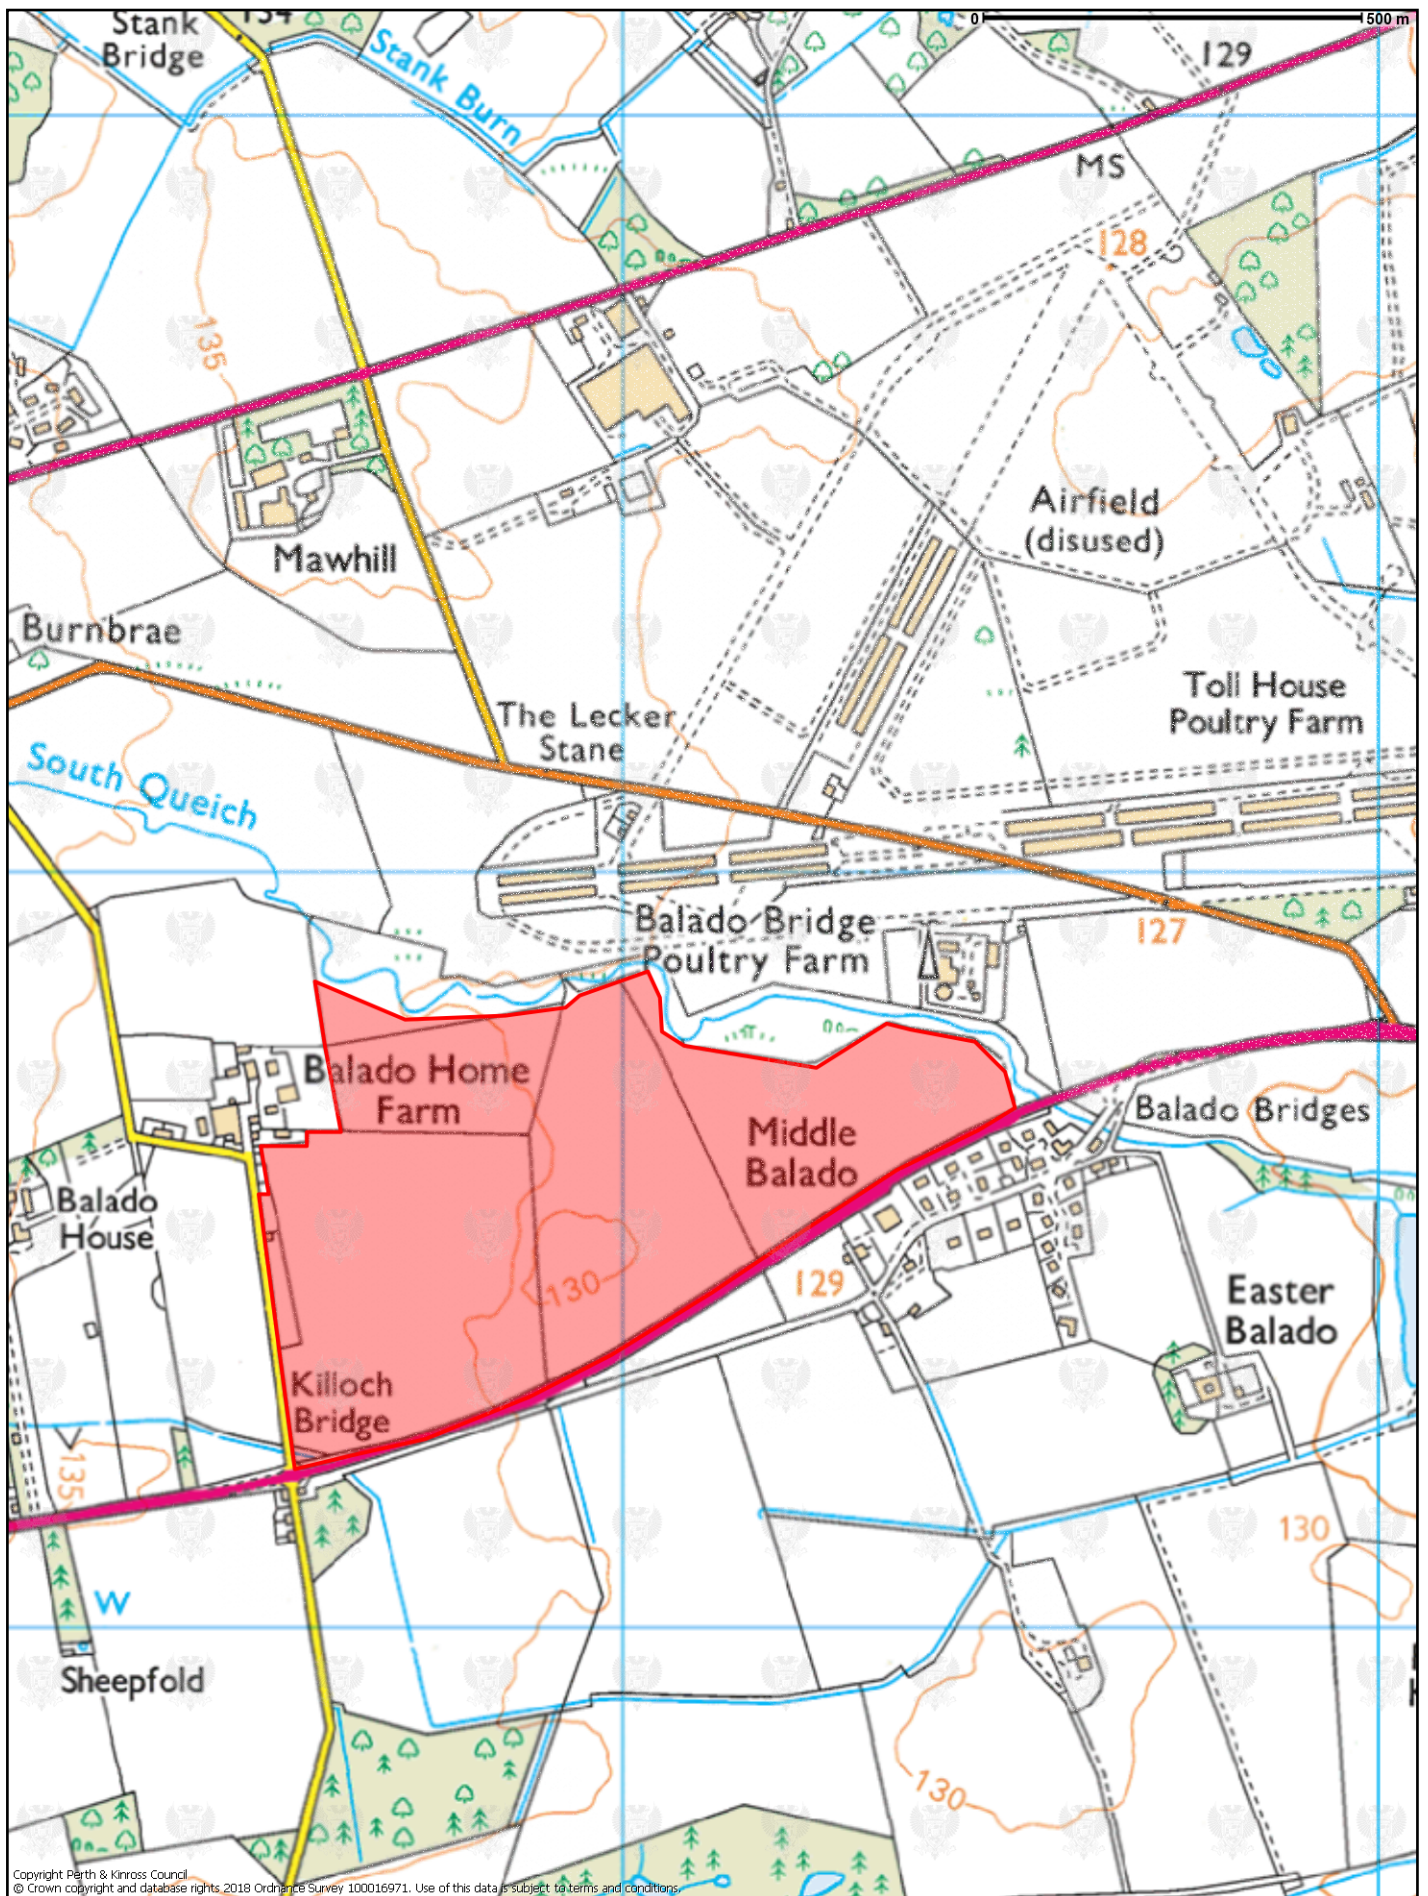 Stank
Bridge
134
Stank Burn
0
500 m
129
MS
128
135
Airfield
(disused)
Mawhill
Burnbrae
Toll House
Poultry Farm
The Lecker
Stane
South Queich
Balado Bridge
Poultry Farm
127
Balado Home
Farm
Middle
Balado
Balado Bridges
Balado
House
130
129
Easter
Balado
Killoch
Bridge
135
130
W
Sheepfold
130
Copyright Perth & Kinross Council
© Crown copyright and database rights 2018 Ordnance Survey 100016971. Use of this data is subject to terms and conditions.